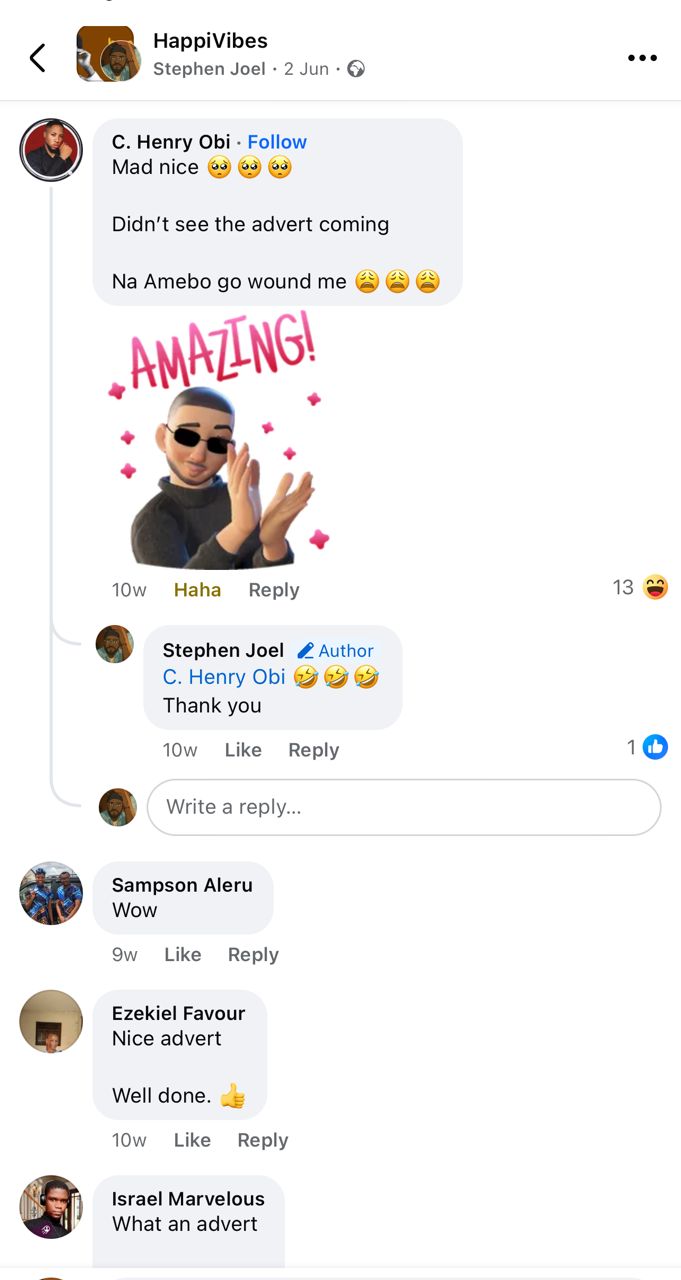 HappiVibes
Stephen Joel · 2 Jun ·
C. Henry Obi · Follow
Mad nice 🥺 🥺 🥺
Didn't see the advert coming
Na Amebo go wound me 😩 😩 😩
AMAZING!
10w Haha Reply 13 😆
Stephen Joel Author
C. Henry Obi 🤣 🤣 🤣
Thank you
10w Like Reply 1 👍
Write a reply...
Sampson Aleru
Wow
9w Like Reply
Ezekiel Favour
Nice advert
Well done. 👍
10w Like Reply
Israel Marvelous
What an advert